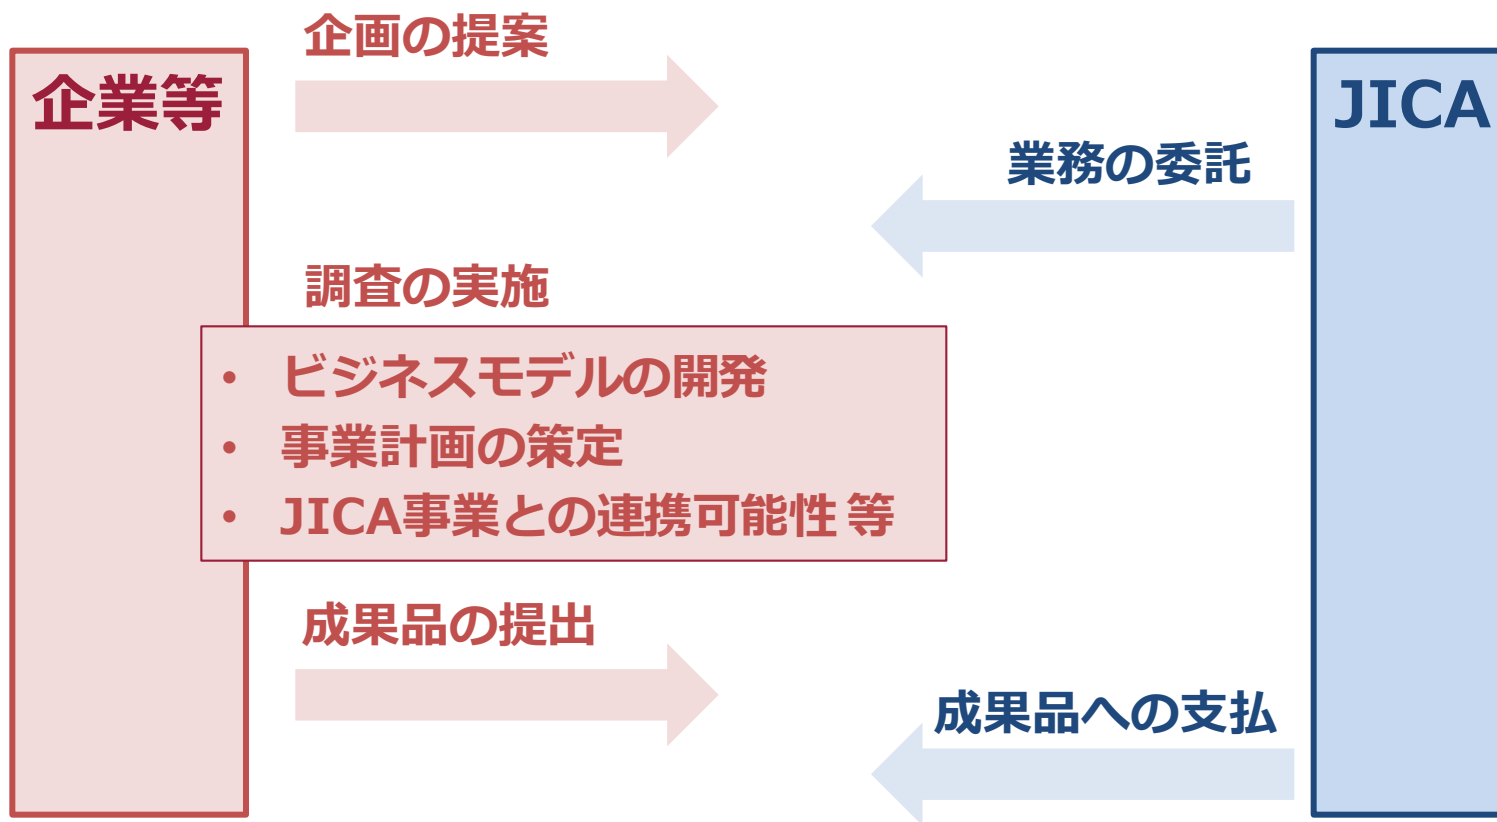 企画の提案
企業等
JICA
業務の委託
調査の実施
• ビジネスモデルの開発
• 事業計画の策定
• JICA事業との連携可能性 等
成果品の提出
成果品への支払